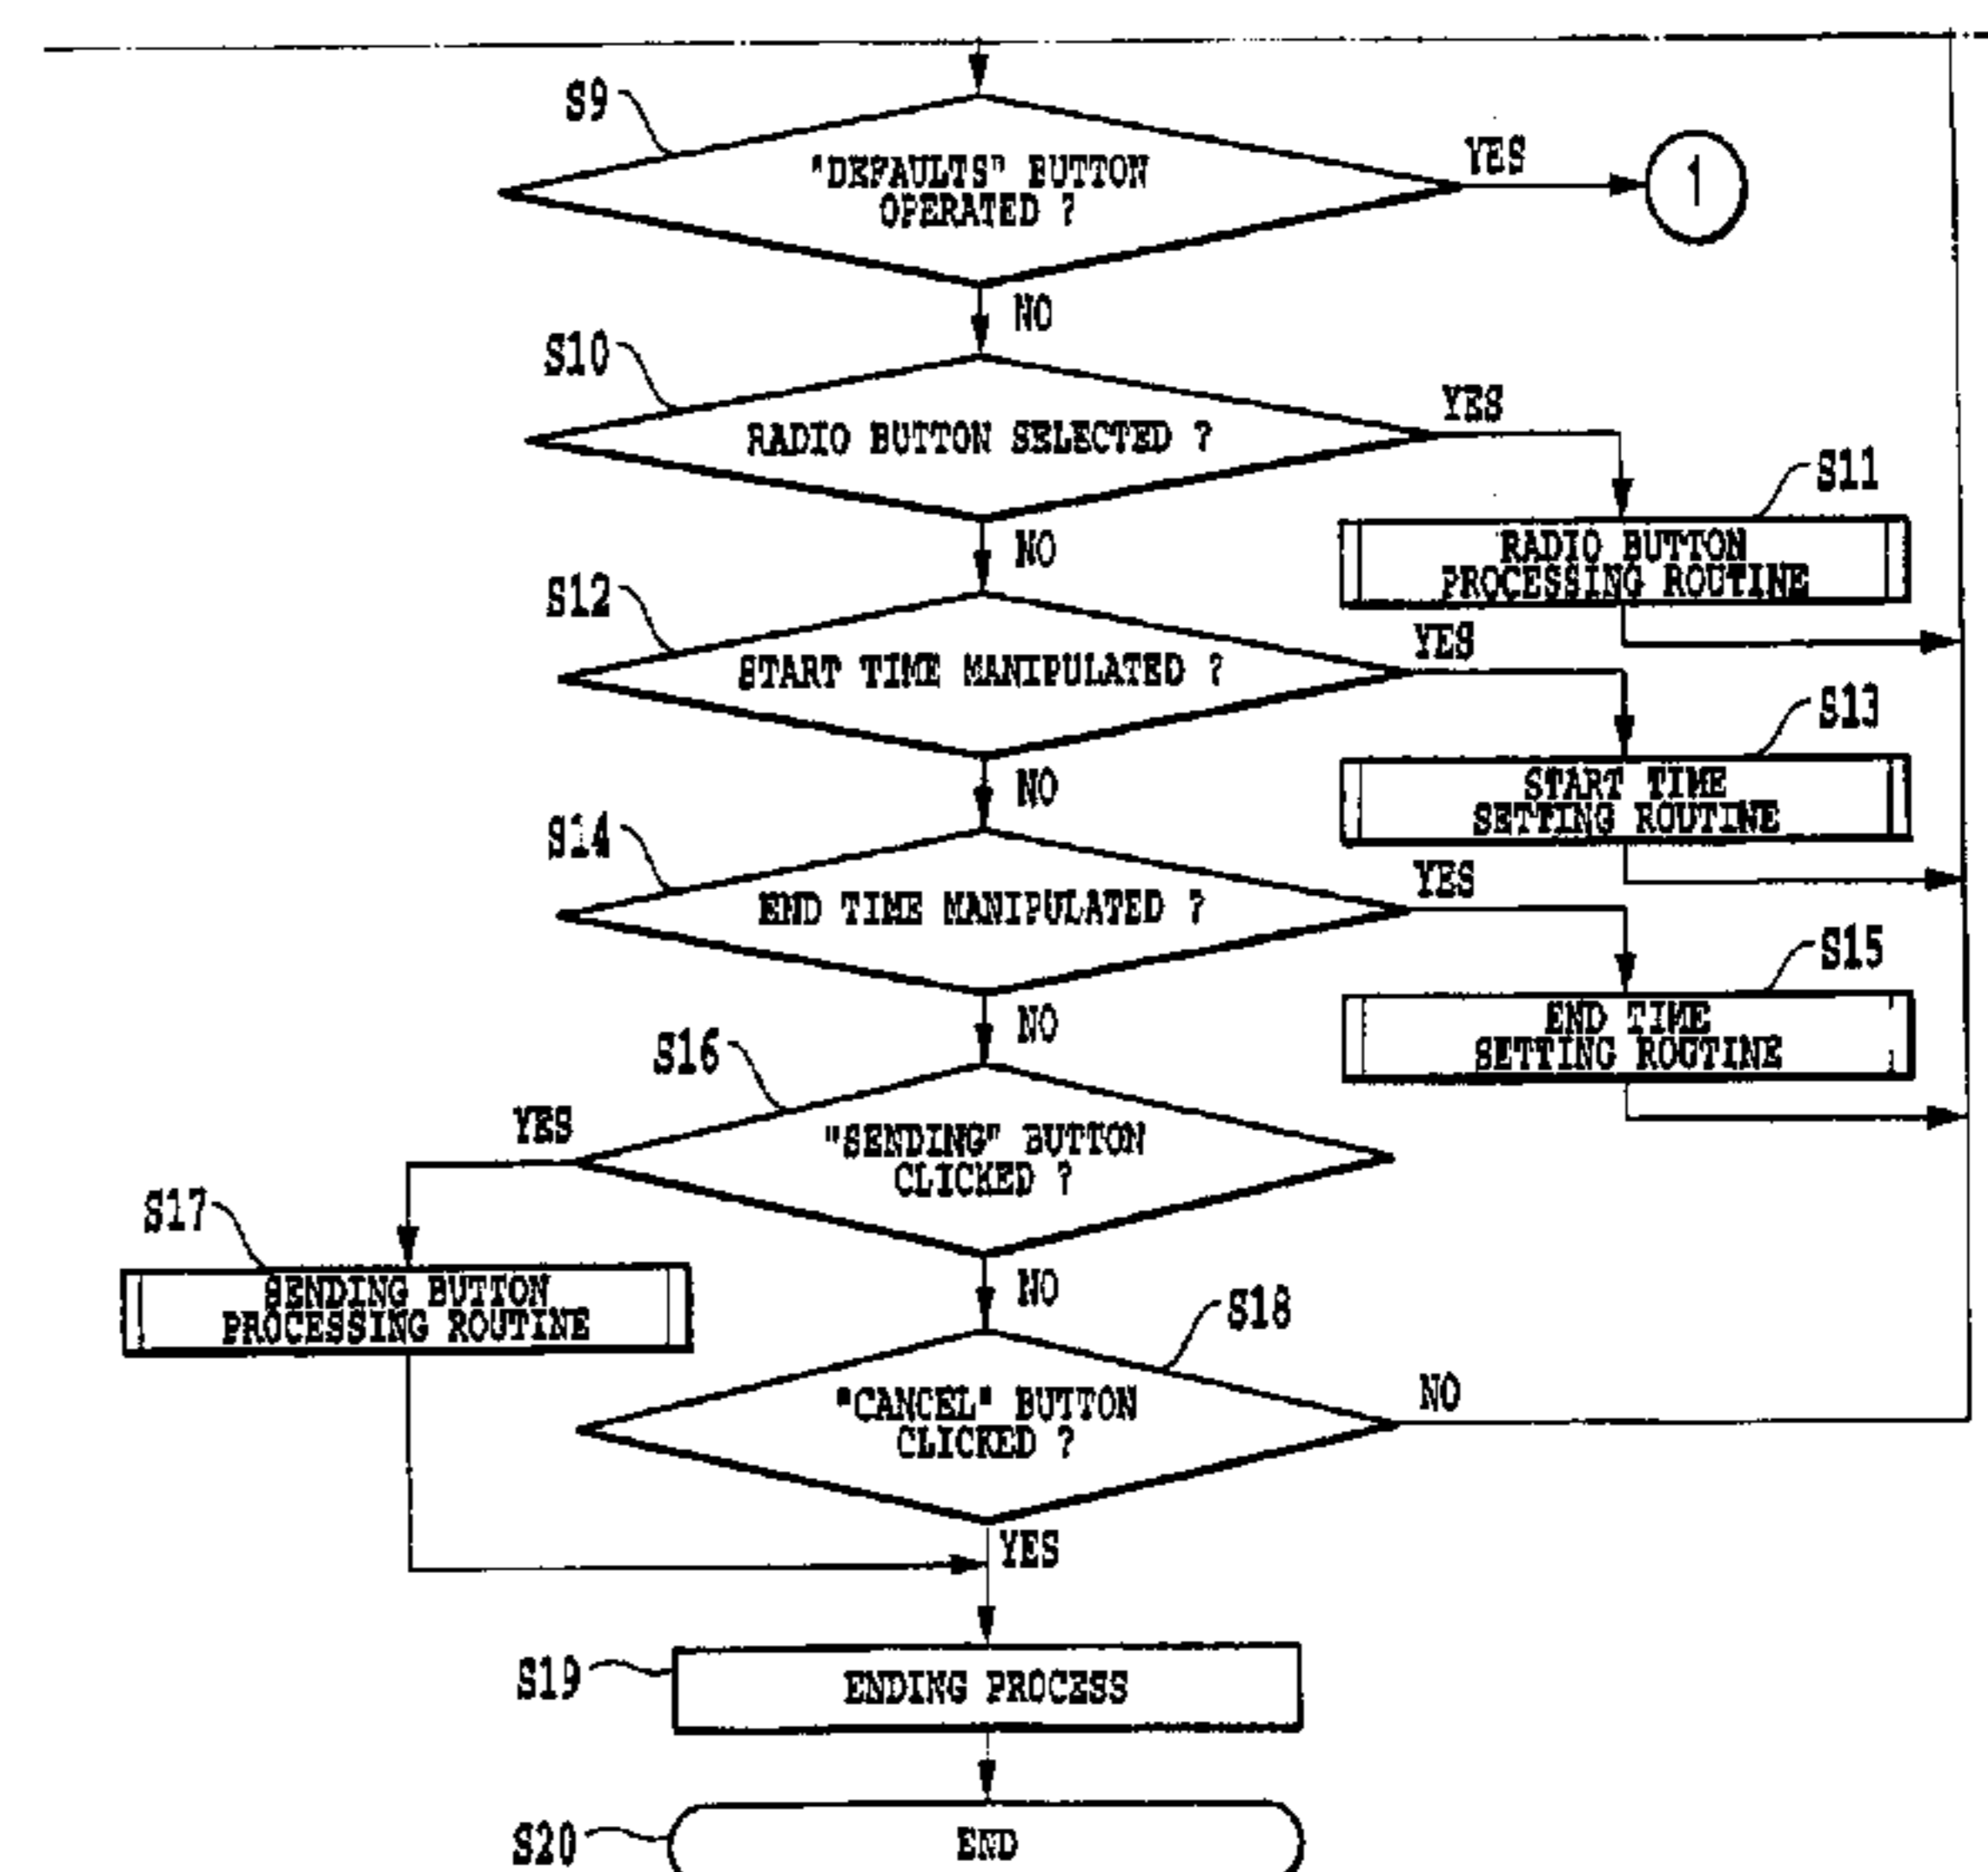 S9
"DEFAULTS" BUTTON
OPERATED ?
YES
1
NO
S10
RADIO BUTTON SELECTED ?
YES
S11
RADIO BUTTON
PROCESSING ROUTINE
NO
S12
START TIME MANIPULATED ?
YES
S13
START TIME
SETTING ROUTINE
NO
S14
END TIME MANIPULATED ?
YES
S15
END TIME
SETTING ROUTINE
NO
S16
YES
"SENDING" BUTTON
CLICKED ?
S17
SENDING BUTTON
PROCESSING ROUTINE
NO
S18
"CANCEL" BUTTON
CLICKED ?
NO
YES
S19
ENDING PROCESS
S20
END